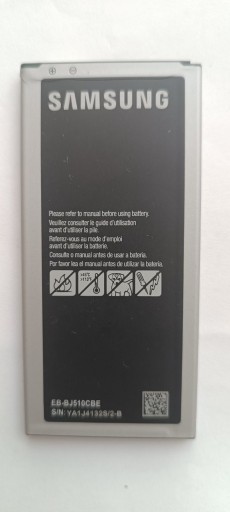 SAMSUNG
Please refer to manual before using battery.
Veuillez consulter le guide d'utilisation
avant d'utiliser la pile.
Referez-vous au mode d'emploi
avant d'utiliser la batterie.
Consulte o manual antes de usar a bateria.
Por favor lea el manual antes de utilizar la bateria.
EB-BJ510CBE
S/N: YA1J4132S/2-B